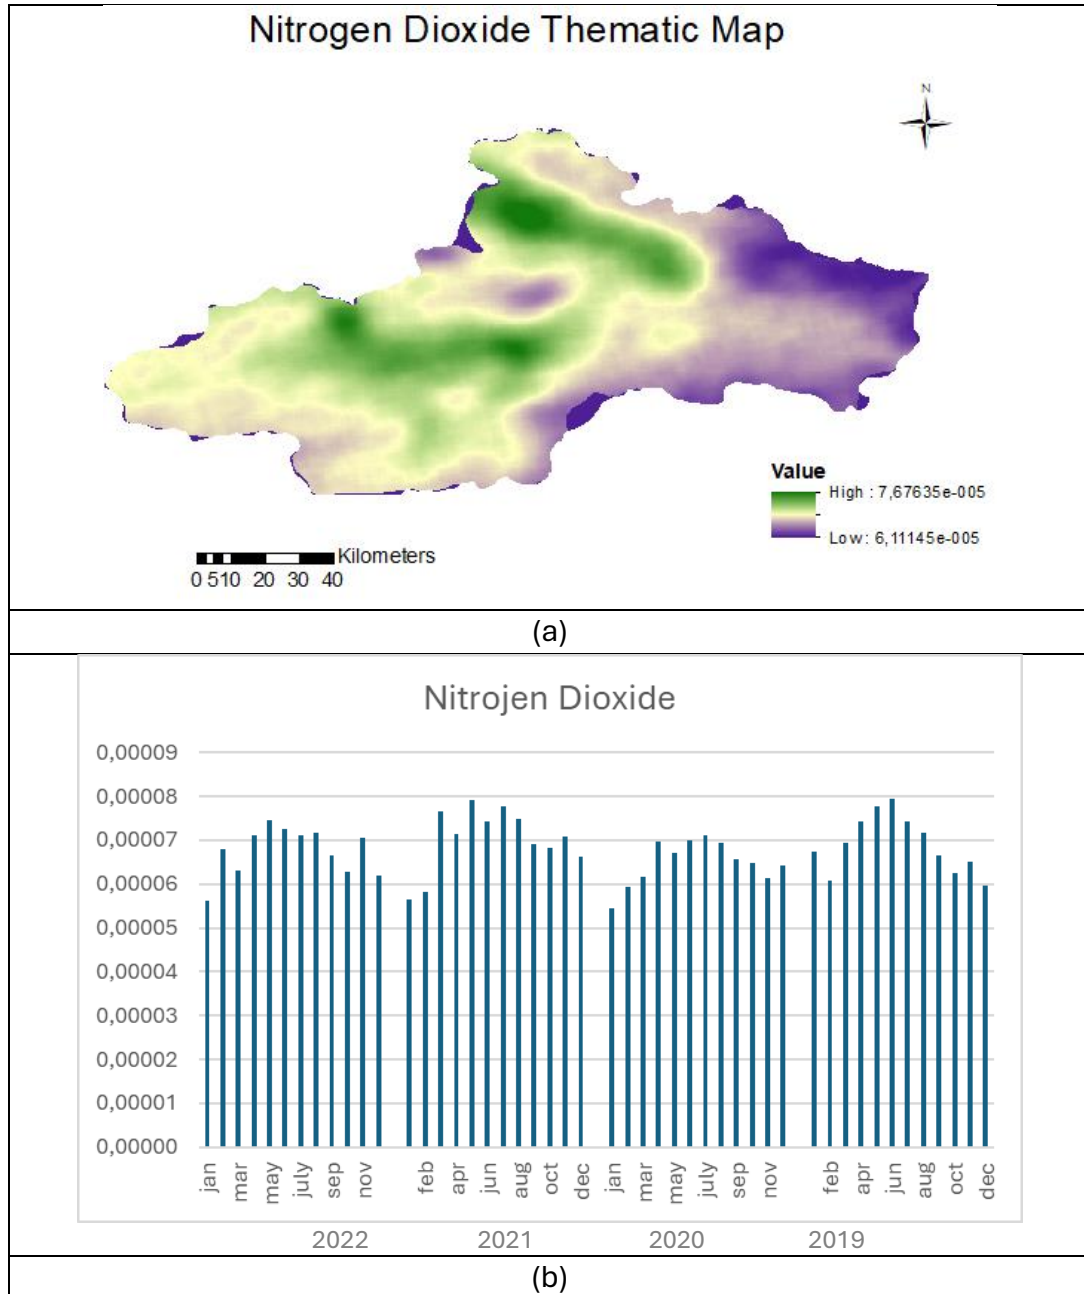 Nitrogen Dioxide Thematic Map
N
Value
High : 7,67635e-005
Low : 6,11145e-005
Kilometers
0 510 20 30 40
(a)
Nitrojen Dioxide
0,00009
0,00008
0,00007
0,00006
0,00005
0,00004
0,00003
0,00002
0,00001
0,00000
jan mar may july sep nov feb apr jun aug oct dec jan mar may july sep nov feb apr jun aug oct dec
2022 2021 2020 2019
(b)